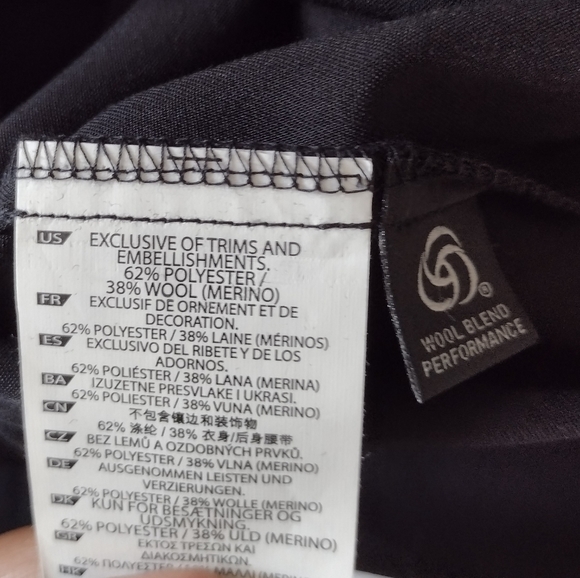 US EXCLUSIVE OF TRIMS AND
EMBELLISHMENTS.
62% POLYESTER /
38% WOOL (MERINO)
FR EXCLUSIF DE ORNEMENT ET DE
DECORATION.
62% POLYESTER / 38% LAINE (MÉRINOS)
ES EXCLUSIVO DEL RIBETE Y DE LOS
ADORNOS.
62% POLIÉSTER / 38% LANA (MERINA)
BA IZUZETNE PRESVLAKE I UKRASI.
62% POLIESTER / 38% VUNA (MERINO)
CN 不包含镶边和装饰物
62% 涤纶 / 38% 衣身/后身腰带
CZ BEZ LEMŮ A OZDOBNÝCH PRVKŮ.
62% POLYESTER / 38% VLNA (MERINO)
DE AUSGENOMMEN LEISTEN UND
VERZIERUNGEN.
62% POLYESTER / 38% WOLLE (MERINO)
DK KUN FOR BESÆTNINGER OG
UDSMYKNING.
62% POLYESTER / 38% ULD (MERINO)
GR ΕΚΤΟΣ ΤΡΕΣΩΝ ΚΑΙ
ΔΙΑΚΟΣΜΗΤΙΚΩΝ.
62% ΠΟΛΥΕΣΤΕΡ
HK
®
WOOL BLEND
PERFORMANCE